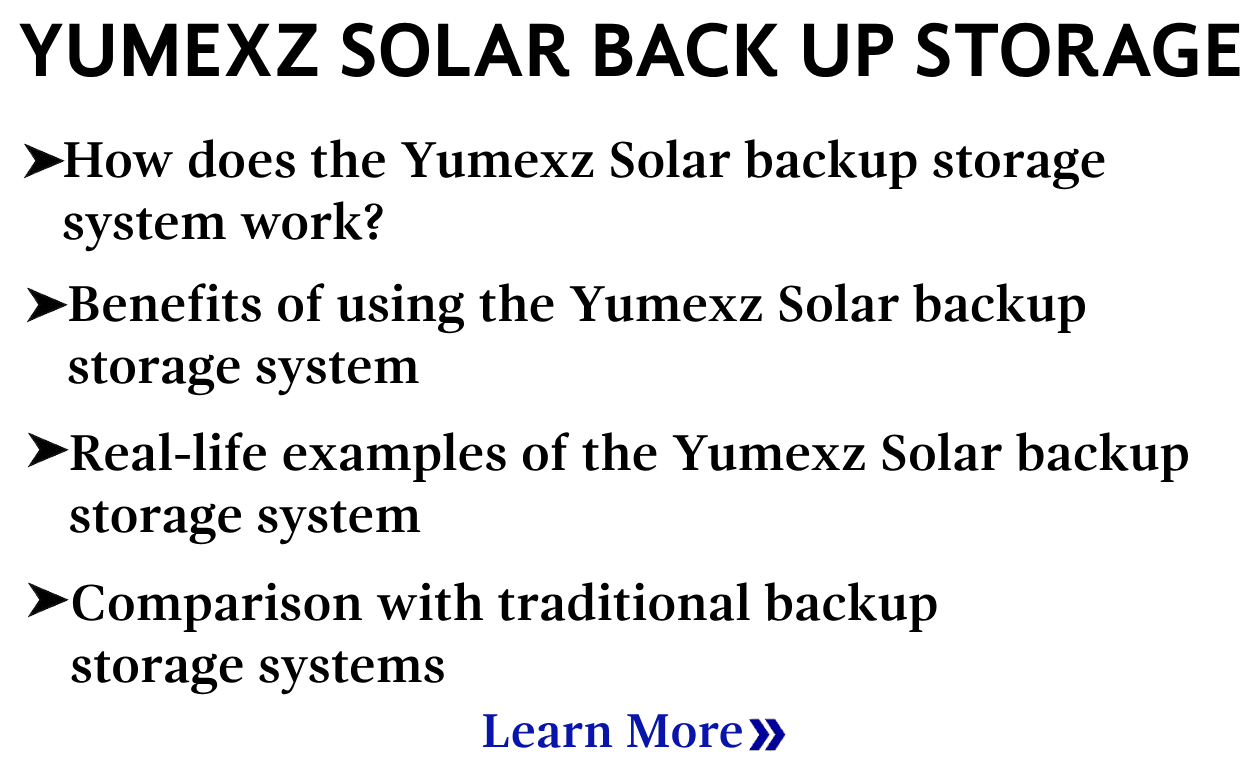 YUMEXZ SOLAR BACK UP STORAGE
➤How does the Yumexz Solar backup storage
system work?
➤Benefits of using the Yumexz Solar backup
storage system
➤Real-life examples of the Yumexz Solar backup
storage system
➤Comparison with traditional backup
storage systems
Learn More»